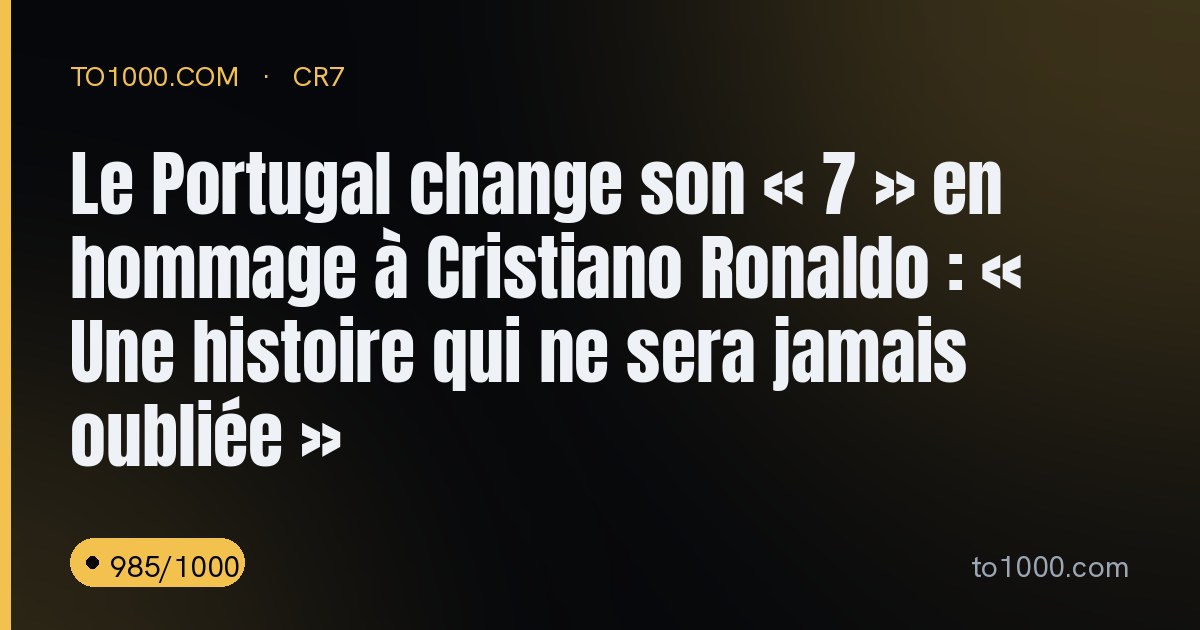 TO1000.COM · CR7
Le Portugal change son « 7 » en
hommage à Cristiano Ronaldo : «
Une histoire qui ne sera jamais
oubliée »
985/1000
to1000.com